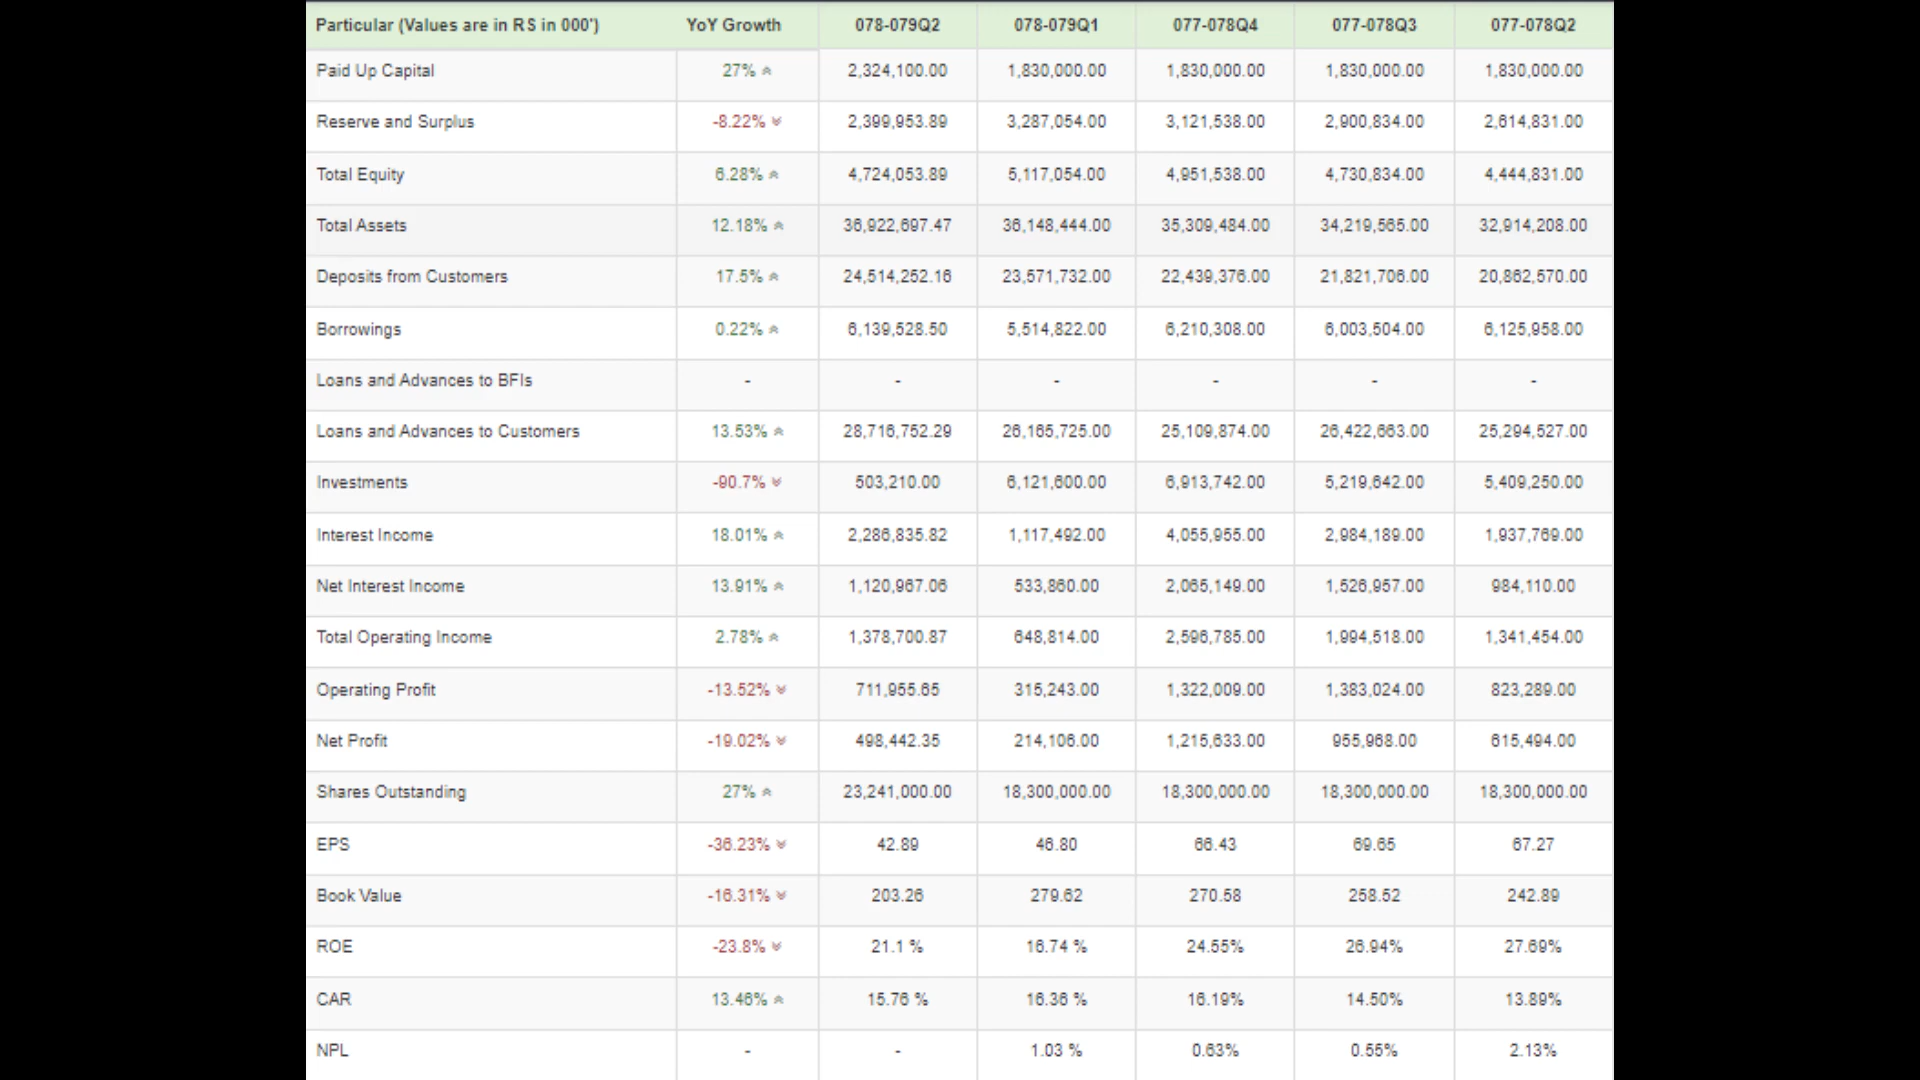 Particular (Values are in RS in 000') YoY Growth 078-079Q2 078-079Q1 077-078Q4 077-078Q3 077-078Q2
Paid Up Capital 27% 2,324,100.00 1,830,000.00 1,830,000.00 1,830,000.00 1,830,000.00
Reserve and Surplus -8.22% 2,399,953.89 3,287,054.00 3,121,538.00 2,900,834.00 2,614,831.00
Total Equity 6.28% 4,724,053.89 5,117,054.00 4,951,538.00 4,730,834.00 4,444,831.00
Total Assets 12.18% 36,922,697.47 36,148,444.00 35,309,484.00 34,219,565.00 32,914,208.00
Deposits from Customers 17.5% 24,514,252.16 23,571,732.00 22,439,376.00 21,821,706.00 20,862,570.00
Borrowings 0.22% 6,139,528.50 5,514,822.00 6,210,308.00 6,003,504.00 6,125,958.00
Loans and Advances to BFIs - - - - - -
Loans and Advances to Customers 13.53% 28,716,752.29 26,165,725.00 25,109,874.00 26,422,663.00 25,294,527.00
Investments -90.7% 503,210.00 6,121,600.00 6,913,742.00 5,219,642.00 5,409,250.00
Interest Income 18.01% 2,286,835.82 1,117,492.00 4,055,955.00 2,984,189.00 1,937,769.00
Net Interest Income 13.91% 1,120,967.06 533,860.00 2,065,149.00 1,526,957.00 984,110.00
Total Operating Income 2.78% 1,378,700.87 648,814.00 2,596,785.00 1,994,518.00 1,341,454.00
Operating Profit -13.52% 711,955.65 315,243.00 1,322,009.00 1,383,024.00 823,289.00
Net Profit -19.02% 498,442.35 214,106.00 1,215,633.00 955,968.00 615,494.00
Shares Outstanding 27% 23,241,000.00 18,300,000.00 18,300,000.00 18,300,000.00 18,300,000.00
EPS -36.23% 42.89 46.80 66.43 69.65 67.27
Book Value -16.31% 203.26 279.62 270.58 258.52 242.89
ROE -23.8% 21.1 % 16.74 % 24.55% 26.94% 27.69%
CAR 13.46% 15.76 % 16.36 % 16.19% 14.50% 13.89%
NPL - - 1.03 % 0.63% 0.55% 2.13%